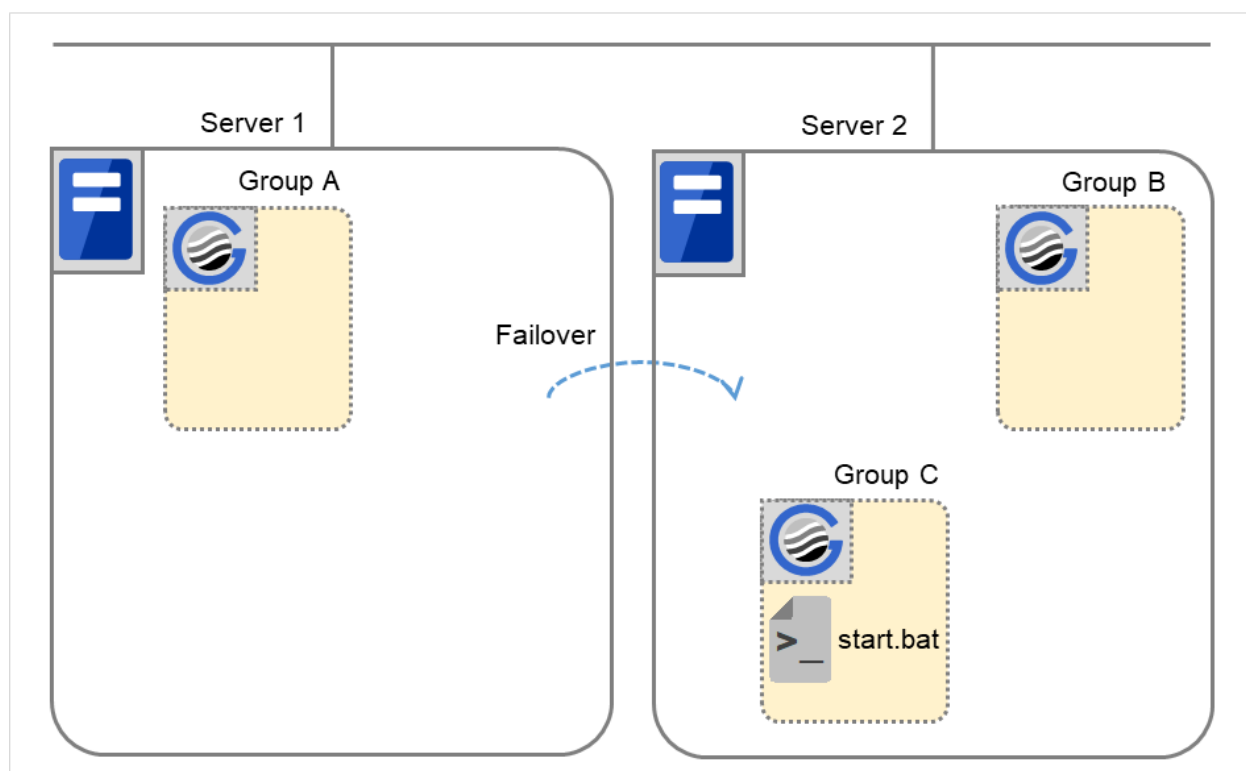 Server 1
Server 2
Group A
Group B
Failover
Group C
>_ start.bat